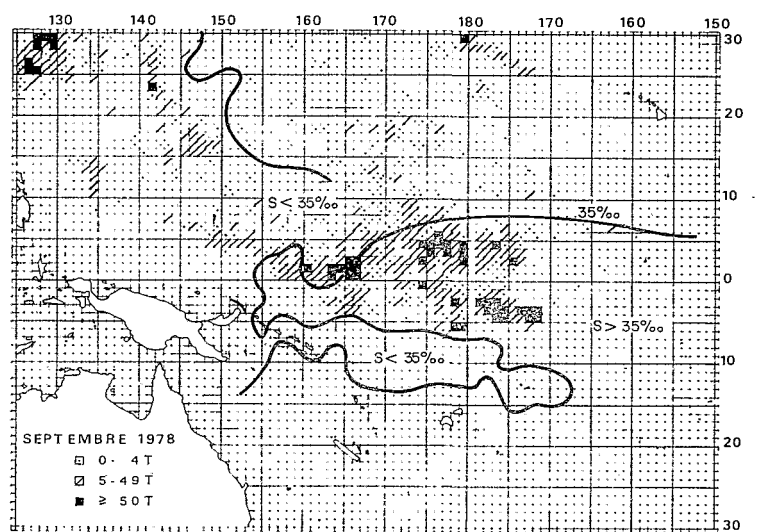 130 140 150 160 170 180 170 160 150
30
20
S < 35‰
10
35‰
0
S > 35‰
S < 35‰
10
SEPTEMBRE 1978
0 - 4 T
20
5 - 49 T
≥ 50 T
30